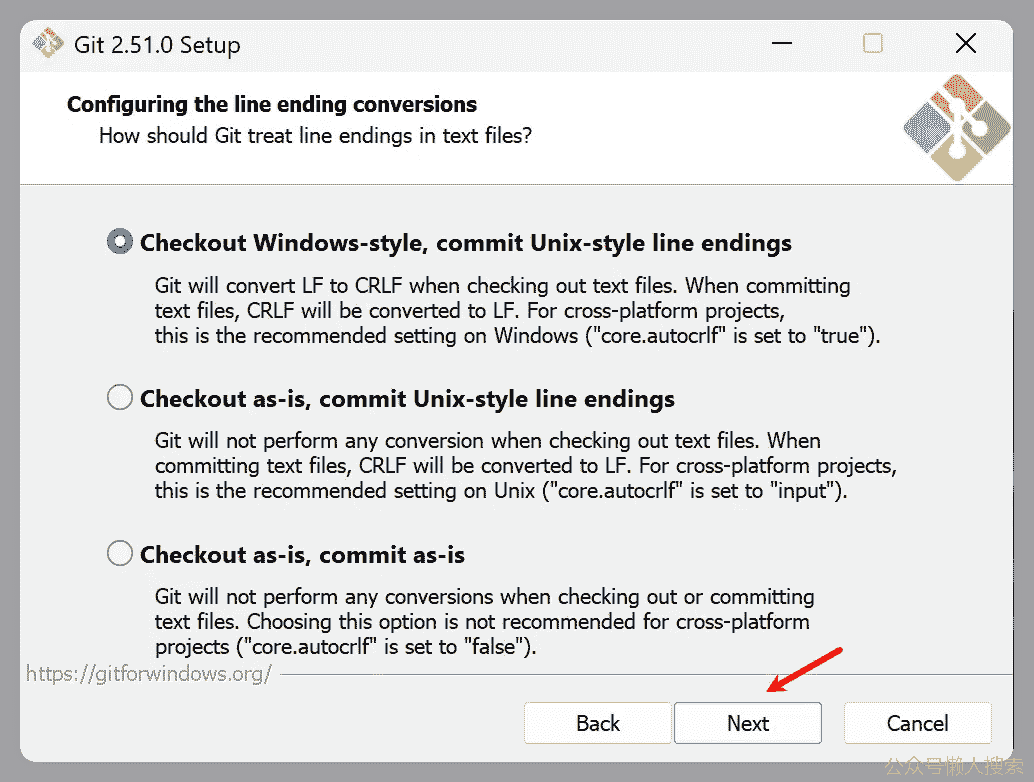 Git 2.51.0 Setup
Configuring the line ending conversions
How should Git treat line endings in text files?
Checkout Windows-style, commit Unix-style line endings
Git will convert LF to CRLF when checking out text files. When committing
text files, CRLF will be converted to LF. For cross-platform projects,
this is the recommended setting on Windows ("core.autocrlf" is set to "true").
Checkout as-is, commit Unix-style line endings
Git will not perform any conversion when checking out text files. When
committing text files, CRLF will be converted to LF. For cross-platform projects,
this is the recommended setting on Unix ("core.autocrlf" is set to "input").
Checkout as-is, commit as-is
Git will not perform any conversions when checking out or committing
text files. Choosing this option is not recommended for cross-platform
projects ("core.autocrlf" is set to "false").
https://gitforwindows.org/
Back
Next
Cancel
公众号懒人搜索